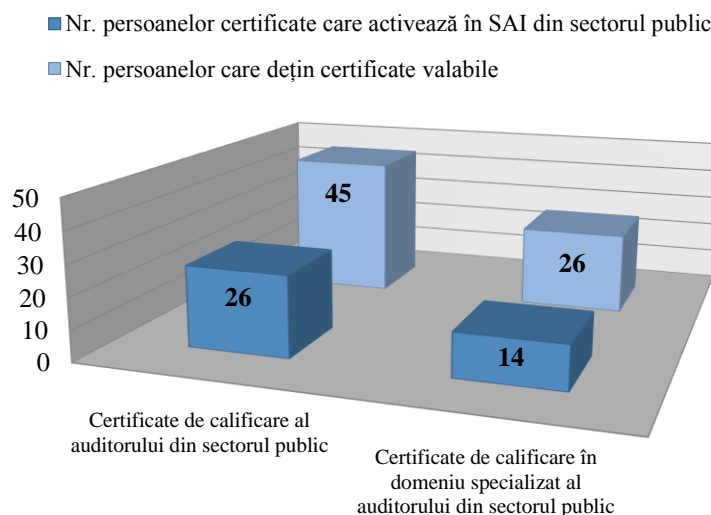 Nr. persoanelor certificate care activează în SAI din sectorul public
Nr. persoanelor care dețin certificate valabile
50
40
30
20
10
0
45
26
26
14
Certificate de calificare al
auditorului din sectorul public
Certificate de calificare în
domeniu specializat al
auditorului din sectorul public